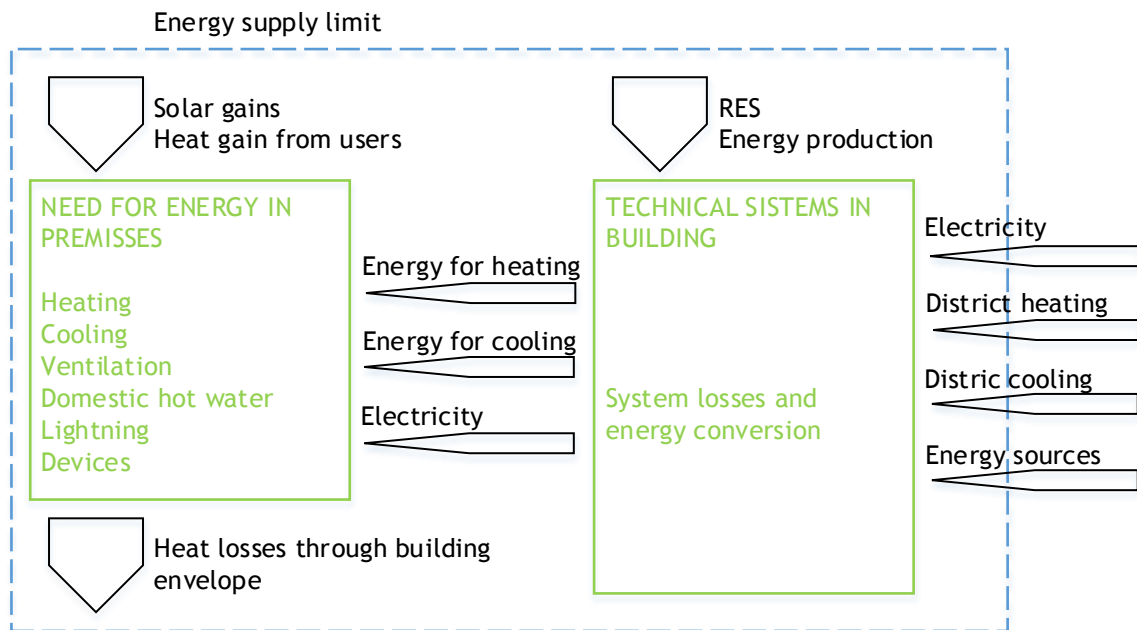 Energy supply limit
Solar gains
Heat gain from users
RES
Energy production
NEED FOR ENERGY IN
PREMISSES
Heating
Cooling
Ventilation
Domestic hot water
Lightning
Devices
Energy for heating
Energy for cooling
Electricity
TECHNICAL SISTEMS IN
BUILDING
System losses and
energy conversion
Electricity
District heating
Distric cooling
Energy sources
Heat losses through building
envelope